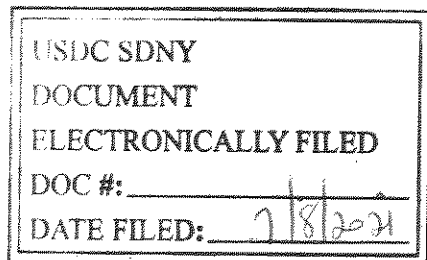 USDC SDNY
DOCUMENT
ELECTRONICALLY FILED
DOC #:
DATE FILED: 7/8/2021